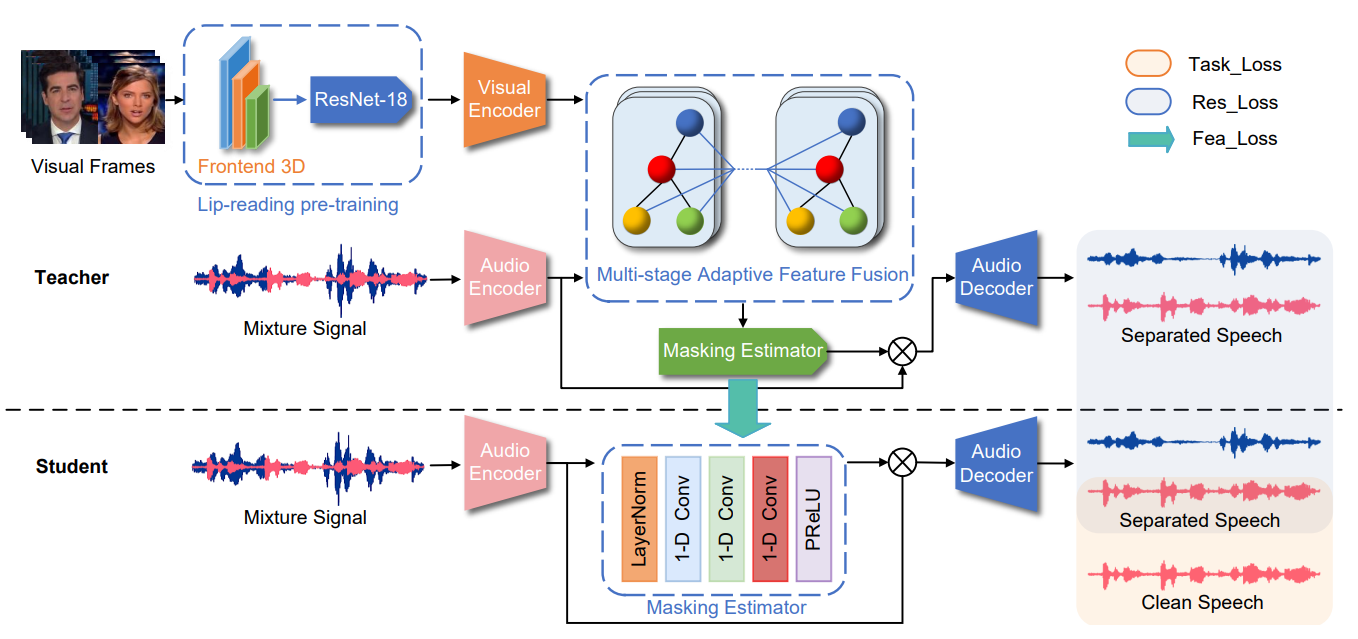 Task_Loss
Res_Loss
Fea_Loss
ResNet-18
Visual
Encoder
Visual Frames
Frontend 3D
Lip-reading pre-training
Teacher
Mixture Signal
Audio
Encoder
Multi-stage Adaptive Feature Fusion
Audio
Decoder
Separated Speech
Masking Estimator
Student
Mixture Signal
Audio
Encoder
LayerNorm
1-D Conv
1-D Conv
1-D Conv
PReLU
Masking Estimator
Audio
Decoder
Separated Speech
Clean Speech